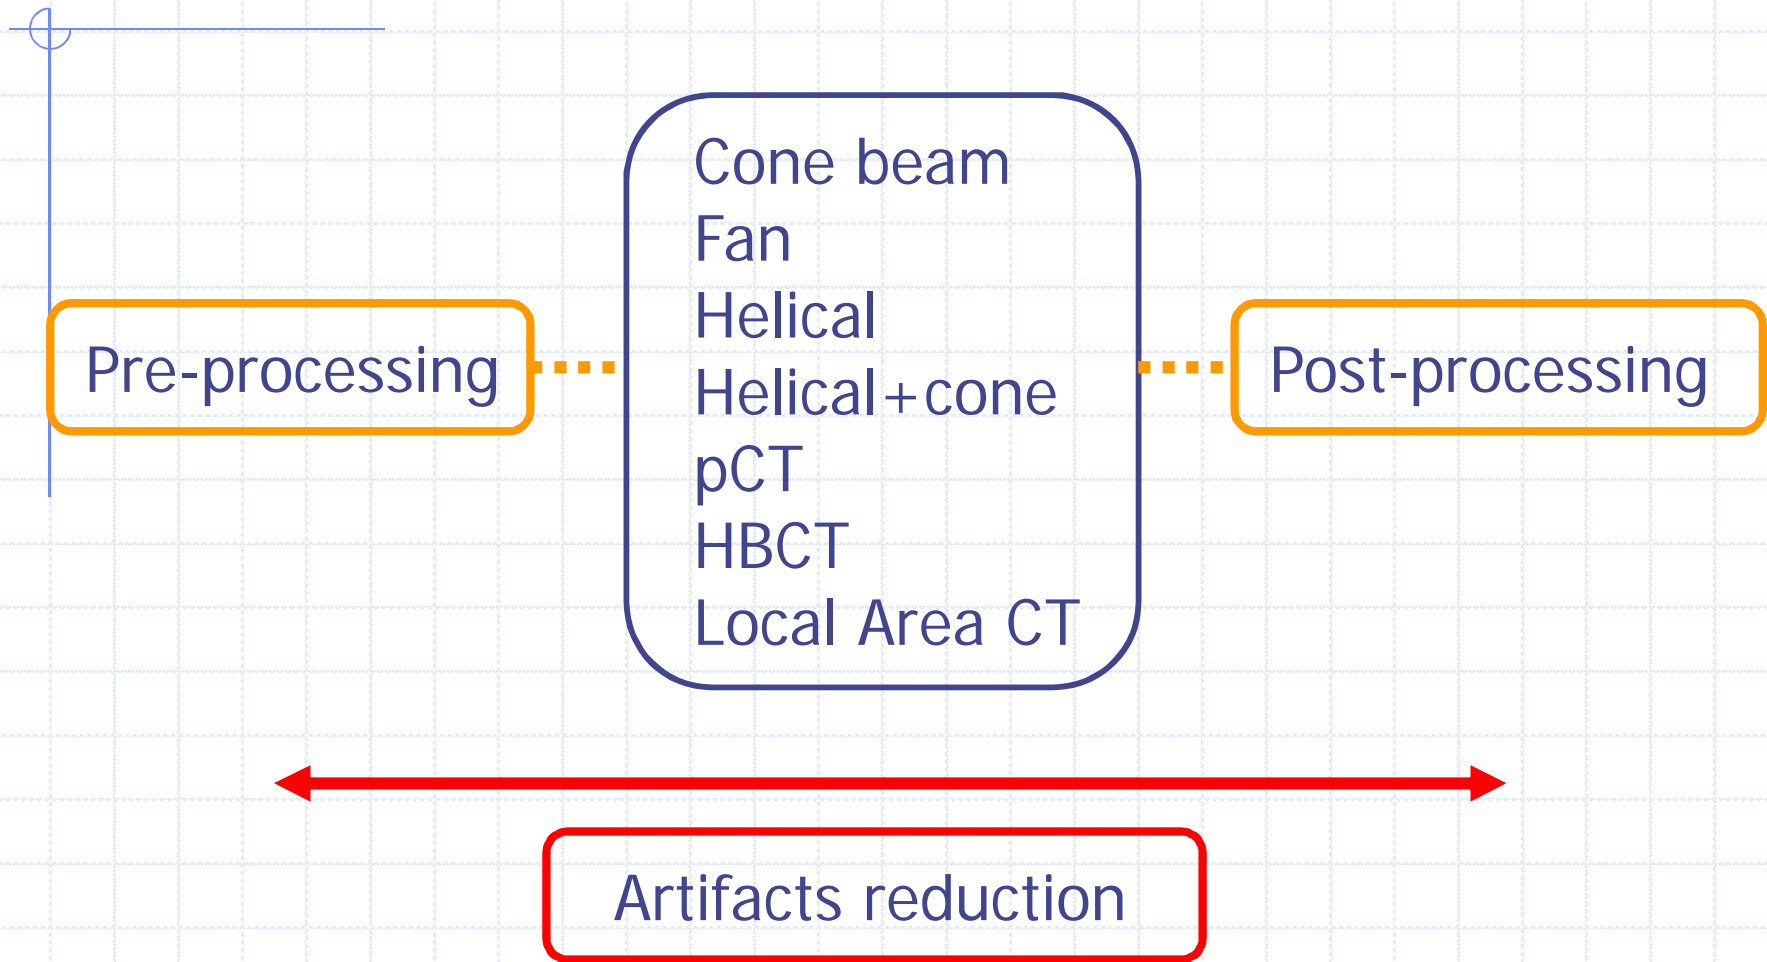 Pre-processing
Cone beam
Fan
Helical
Helical+cone
pCT
HBCT
Local Area CT
Post-processing
Artifacts reduction